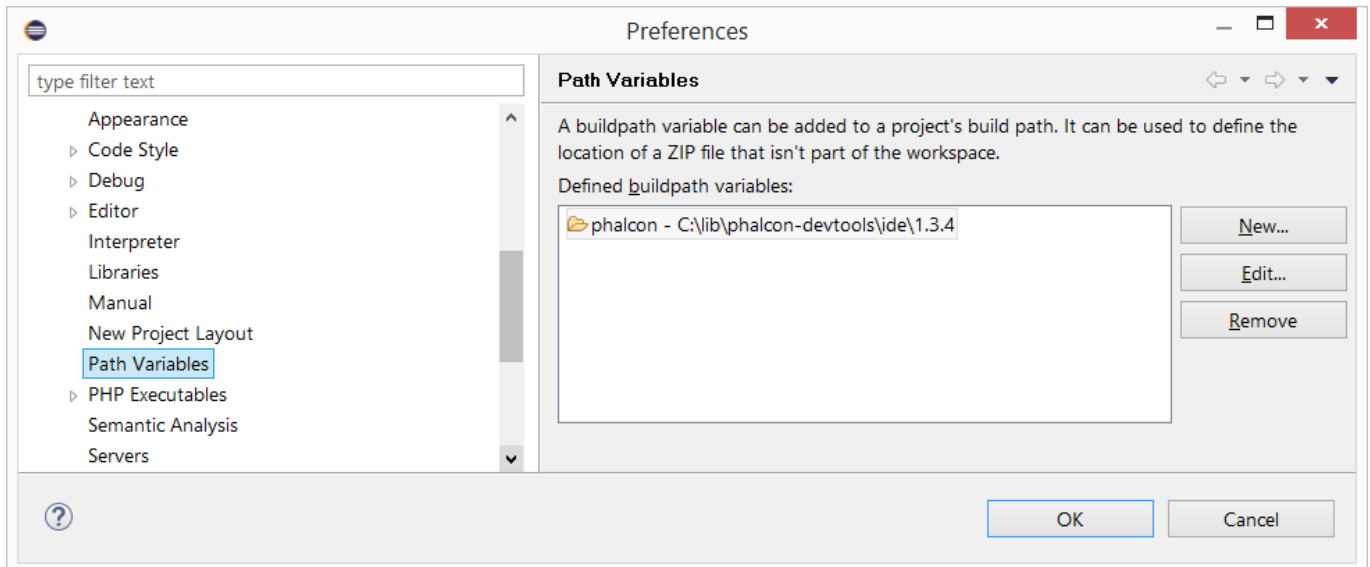 Preferences
type filter text
Appearance
Code Style
Debug
Editor
Interpreter
Libraries
Manual
New Project Layout
Path Variables
PHP Executables
Semantic Analysis
Servers
Path Variables
A buildpath variable can be added to a project's build path. It can be used to define the
location of a ZIP file that isn't part of the workspace.
Defined buildpath variables:
phalcon - C:\lib\phalcon-devtools\ide\1.3.4
New...
Edit...
Remove
OK
Cancel